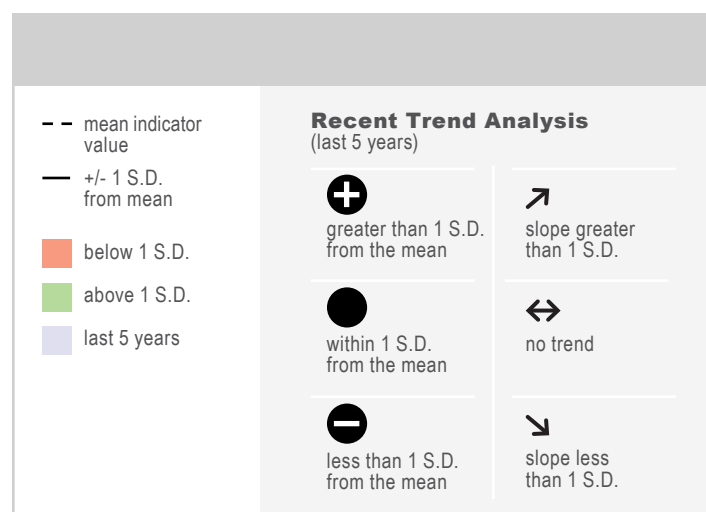 mean indicator
value
+/- 1 S.D.
from mean
below 1 S.D.
above 1 S.D.
last 5 years
Recent Trend Analysis
(last 5 years)
greater than 1 S.D.
from the mean
slope greater
than 1 S.D.
within 1 S.D.
from the mean
no trend
less than 1 S.D.
from the mean
slope less
than 1 S.D.